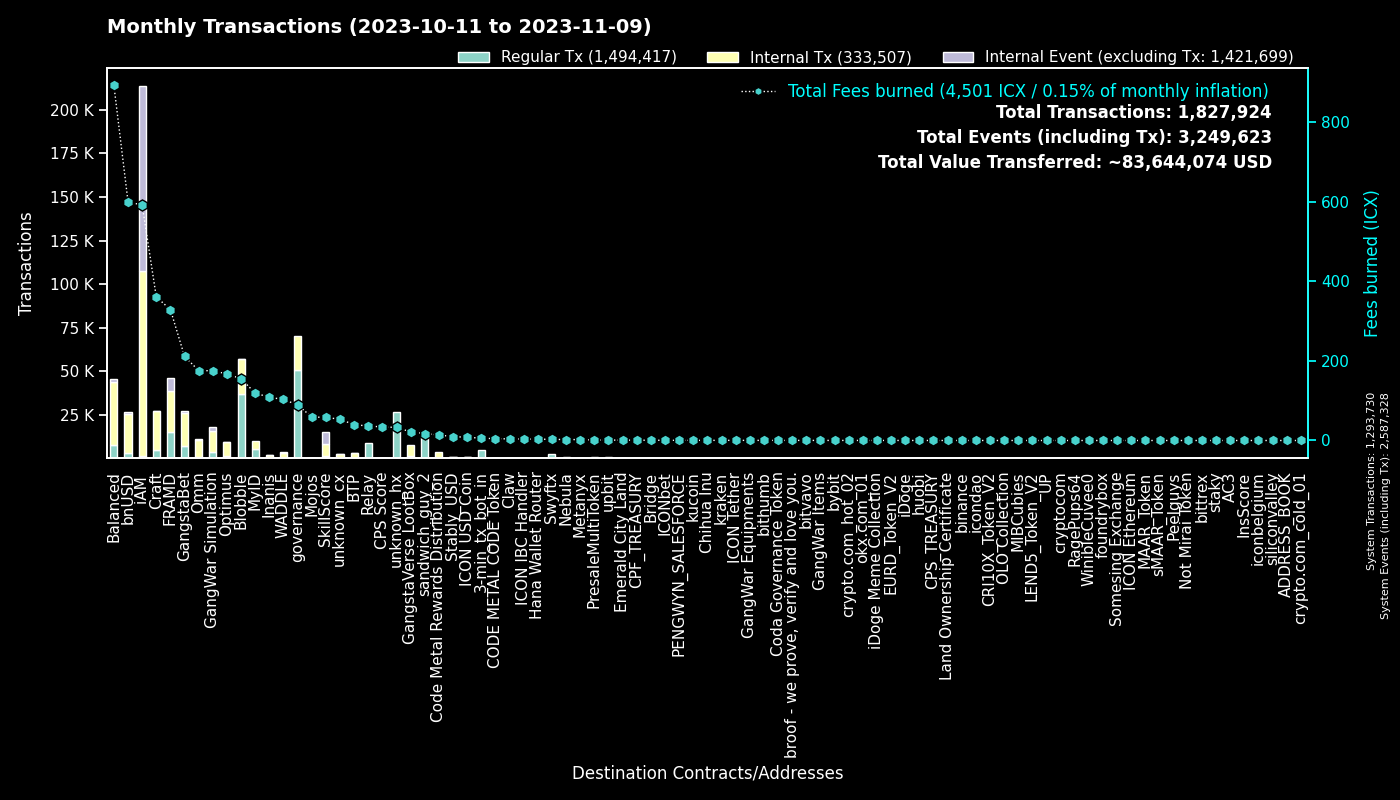 Monthly Transactions (2023-10-11 to 2023-11-09)
Regular Tx (1,494,417)
Internal Tx (333,507)
Internal Event (excluding Tx: 1,421,699)
Total Fees burned (4,501 ICX / 0.15% of monthly inflation)
Total Transactions: 1,827,924
Total Events (including Tx): 3,249,623
Total Value Transferred: ~83,644,074 USD
Transactions
200 K
175 K
150 K
125 K
100 K
75 K
50 K
25 K
800
600
400
200
0
Fees burned (ICX)
System Transactions: 1,293,730
System Events (including Tx): 2,587,328
Balanced
bnUSD
iAM
Craft
FRAMD
GangstaBet
Omm
GangWar Simulation
Optimus
Blobble
MyID
Inanis
WADDLE
governance
Mojos
SkillScore
unknown_cx
BTP
Relay
CPS Score
unknown_hx
GangstaVerse LootBox
sandwich_guy_2
Code Metal Rewards Distribution
Stably_USD
ICON USD Coin
3-min_tx_bot_in
CODE METAL CODE Token
Claw
ICON IBC Handler
Hana Wallet Router
Swyftx
Nebula
Metanyx
PresaleMultiToken
upbit
Emerald City Land
CPF_TREASURY
Bridge
ICONbet
PENGWYN_SALESFORCE
kucoin
Chihua Inu
kraken
ICON Tether
GangWar Equipments
bithumb
Coda Governance Token
broof - we prove, verify and love you.
bitvavo
GangWar Items
bybit
crypto.com_hot_02
okx.com_01
iDoge Meme Collection
EURD_Token_V2
iDoge
huobi
CPS_TREASURY
Land Ownership Certificate
binance
icondao
CRI10X_Token_V2
OLO Collection
MIBCubies
LEND5_Token_V2
UP
cryptocom
RagePups64
WinibleCuvee0
foundrybox
Somesing Exchange
ICON Ethereum
MAAR_Token
sMAAR_Token
Peelguys
Not Mirai Token
bittrex
staky
AC3
InsScore
iconbelgium
siliconvalley
ADDRESS_BOOK
crypto.com_cold_01
Destination Contracts/Addresses